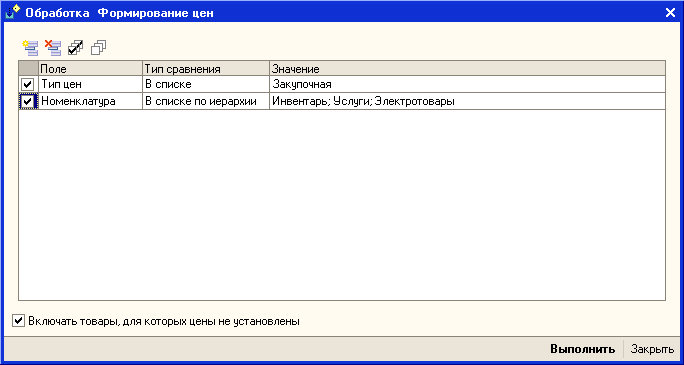 Обработка  Формирование цен
Поле Тип сравнения Значение
Тип цен В списке Закупочная
Номенклатура В списке по иерархии Инвентарь; Услуги; Электротовары
Включать товары, для которых цены не установлены
Выполнить Закрыть